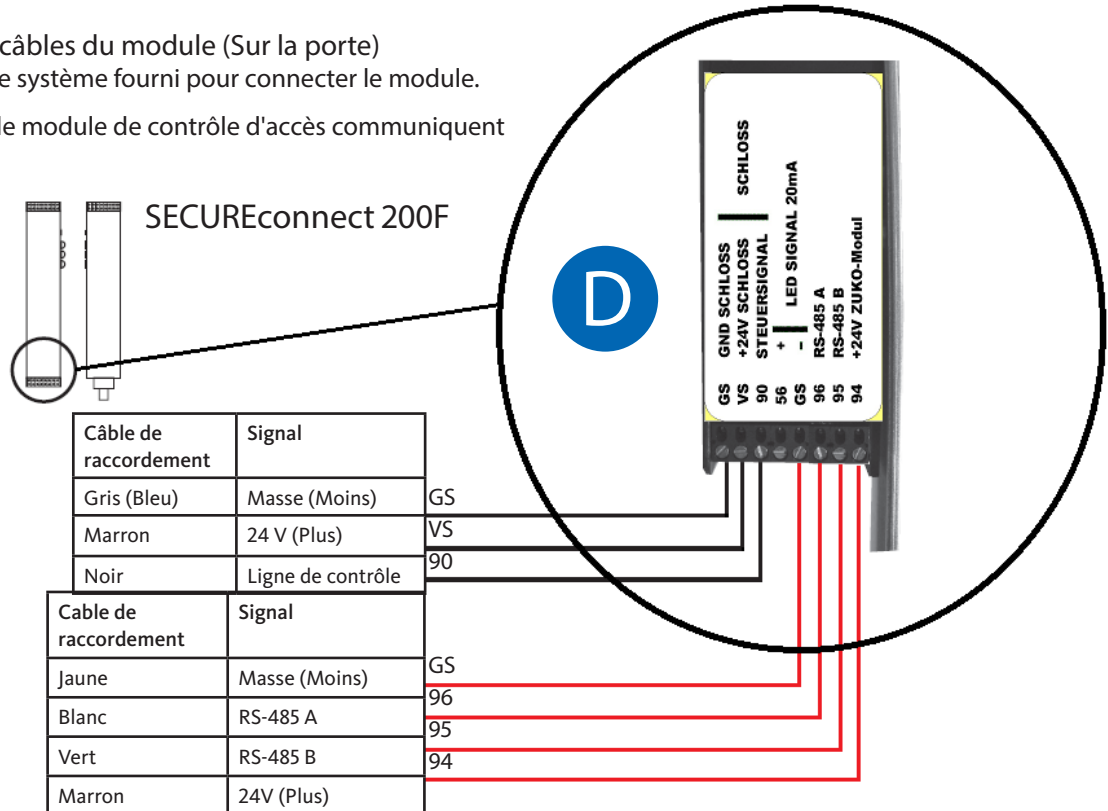 câbles du module (Sur la porte)
e système fourni pour connecter le module.
le module de contrôle d'accès communiquent
SECUREconnect 200F
D
GS GND SCHLOSS
VS +24V SCHLOSS
90 STEUERSIGNAL
SCHLOSS
56 +
GS –
LED SIGNAL 20mA
96 RS-485 A
95 RS-485 B
94 +24V ZUKO-Modul
Câble de raccordement Signal
Gris (Bleu) Masse (Moins) GS
Marron 24 V (Plus) VS
Noir Ligne de contrôle 90
Cable de raccordement Signal
Jaune Masse (Moins) GS
Blanc RS-485 A 96
Vert RS-485 B 95
Marron 24V (Plus) 94